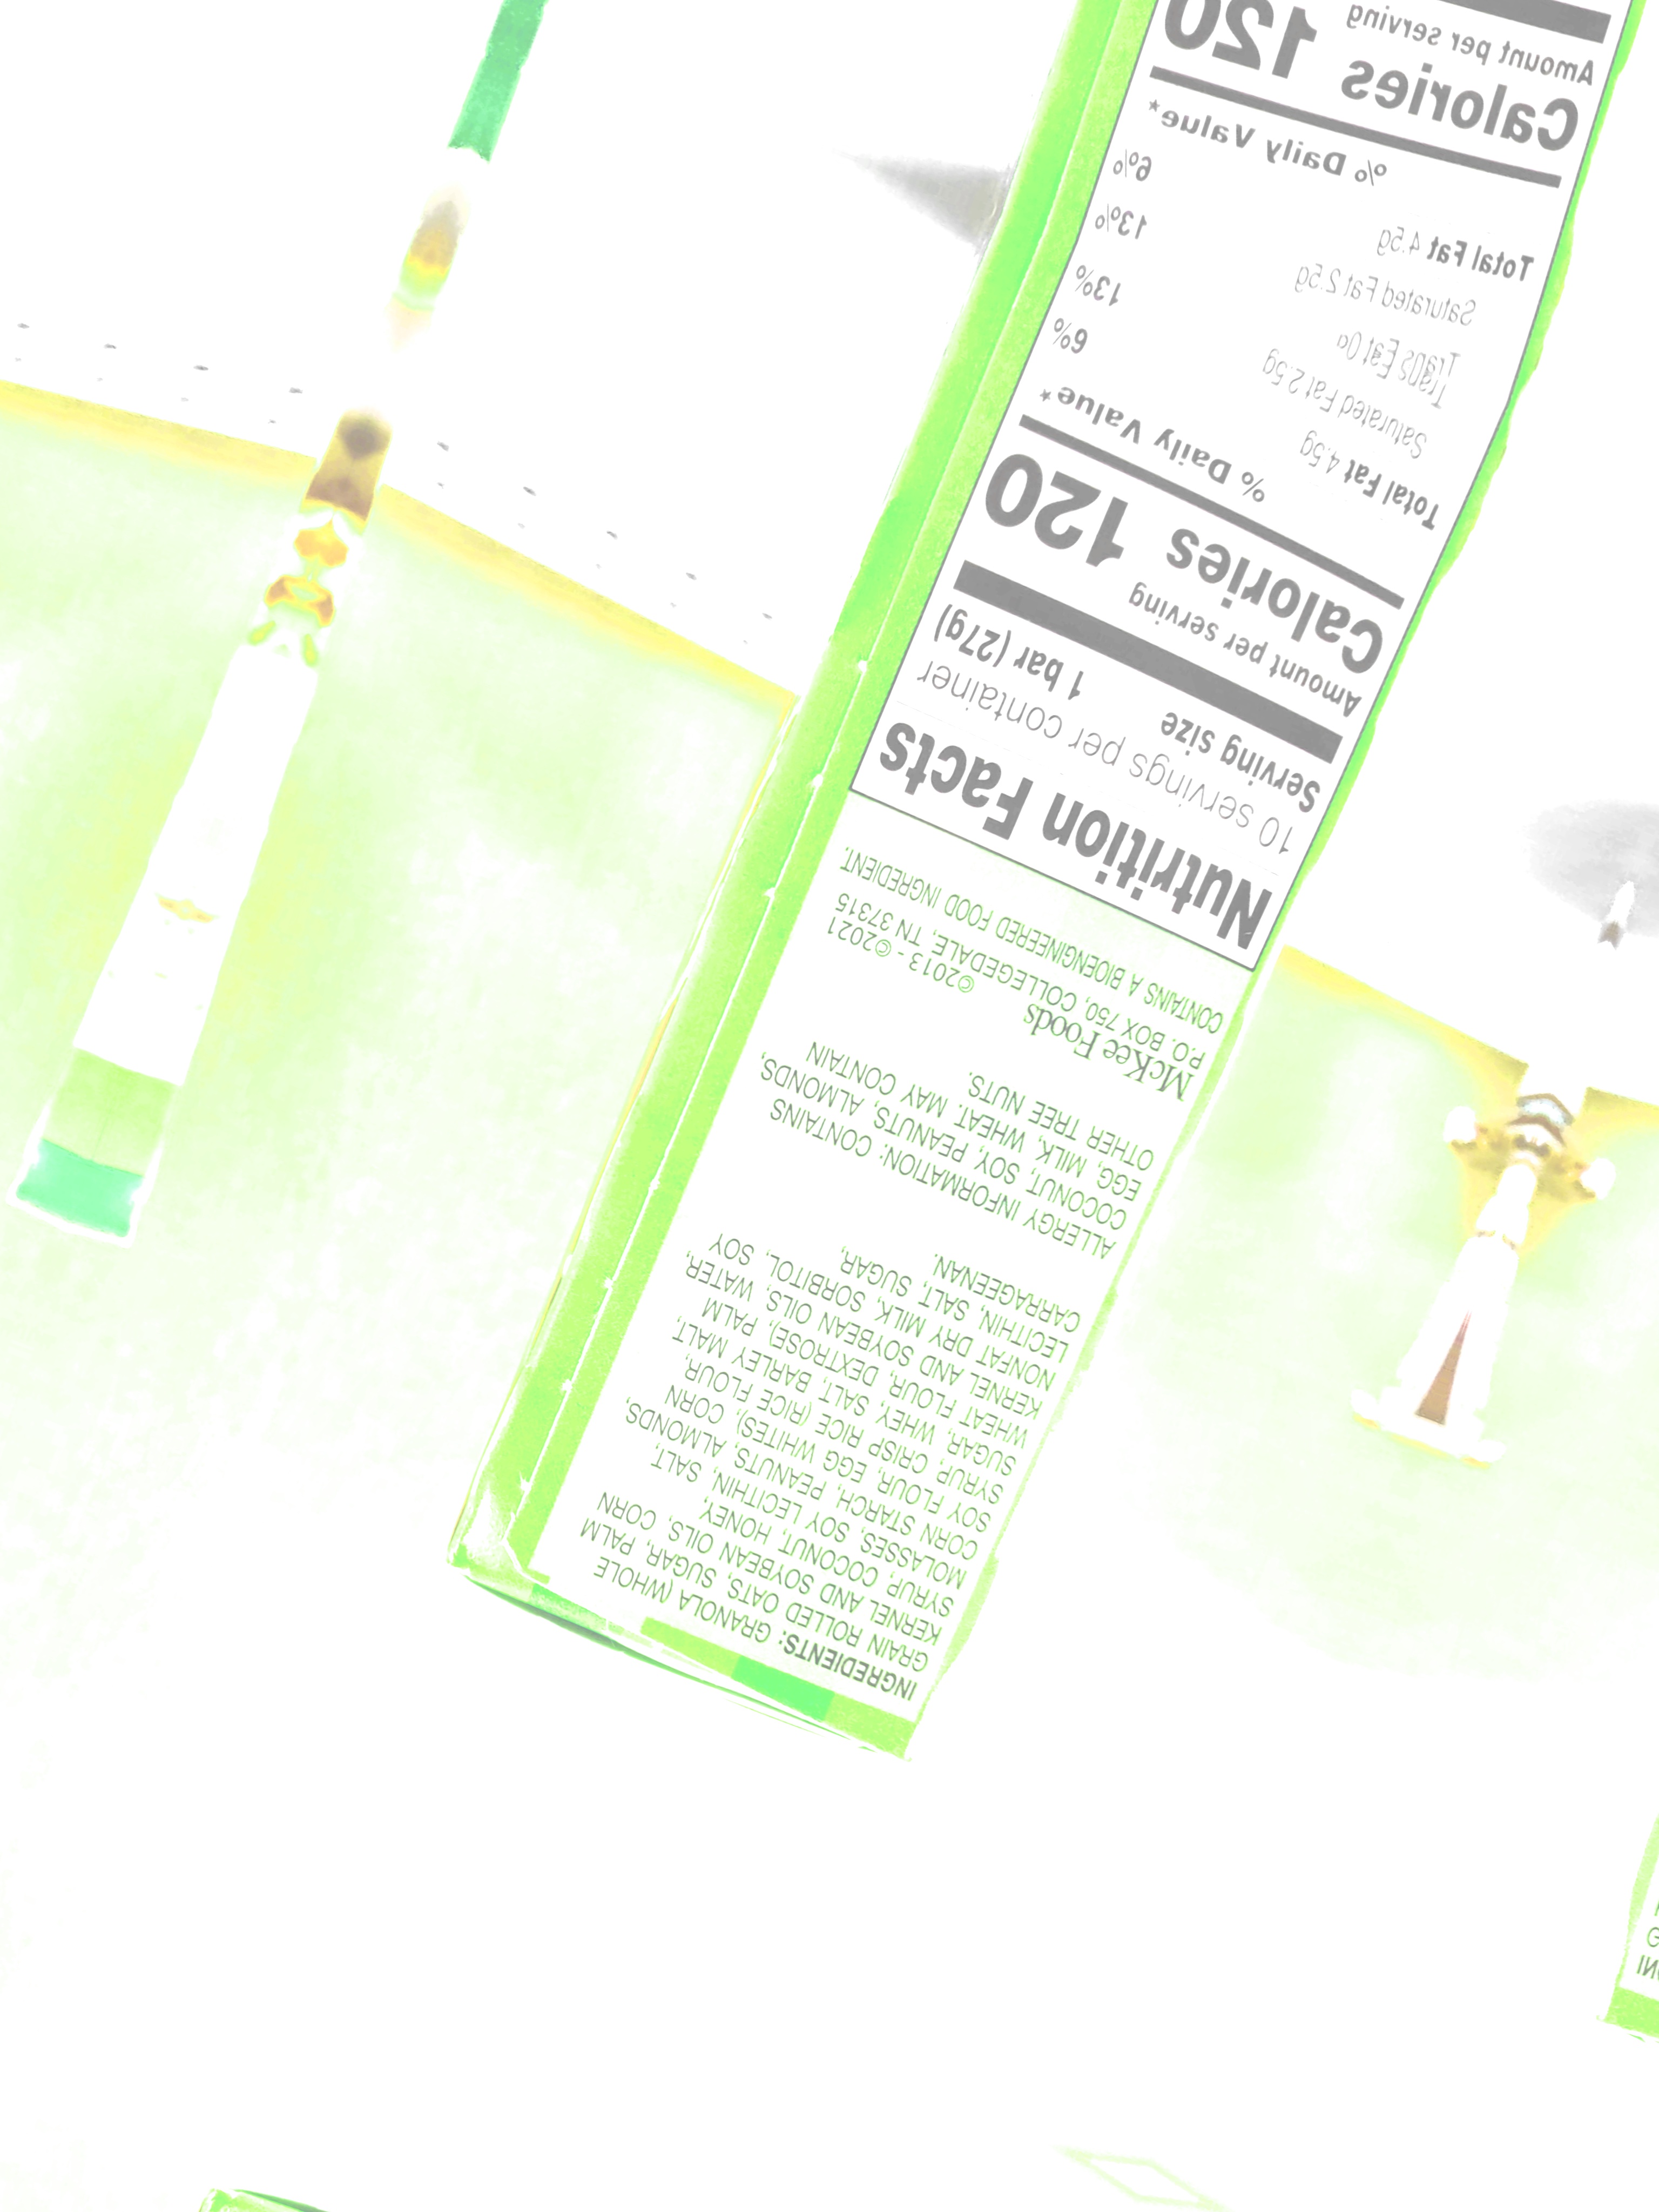 INGREDIENTS: GRANOLA (WHOLE
GRAIN ROLLED OATS, SUGAR, PALM
KERNEL AND SOYBEAN OILS, CORN
SYRUP, COCONUT, HONEY,
MOLASSES, SOY LECITHIN, SALT,
CORN STARCH, PEANUTS, ALMONDS,
SOY FLOUR, EGG WHITES), CORN
SYRUP, CRISP RICE (RICE FLOUR,
SUGAR, WHEY, SALT, BARLEY MALT,
WHEAT FLOUR, DEXTROSE), PALM
KERNEL AND SOYBEAN OILS, WATER,
NONFAT DRY MILK, SORBITOL, SOY
LECITHIN, SALT, SUGAR,
CARRAGEENAN.
ALLERGY INFORMATION: CONTAINS
COCONUT, SOY, PEANUTS, ALMONDS,
EGG, MILK, WHEAT. MAY CONTAIN
OTHER TREE NUTS.
McKee Foods ©2013 - ©2021
P.O. BOX 750, COLLEGEDALE, TN 37315
CONTAINS A BIOENGINEERED FOOD INGREDIENT.
Nutrition Facts
10 servings per container
Serving size 1 bar (27g)
Amount per serving
Calories 120
% Daily Value*
Total Fat 4.5g 6%
Saturated Fat 2.5g 13%
Trans
Trans Fat 0g
Saturated Fat 2.5g 13%
Total Fat 4.5g 6%
% Daily Value*
Calories 120
Amount per serving